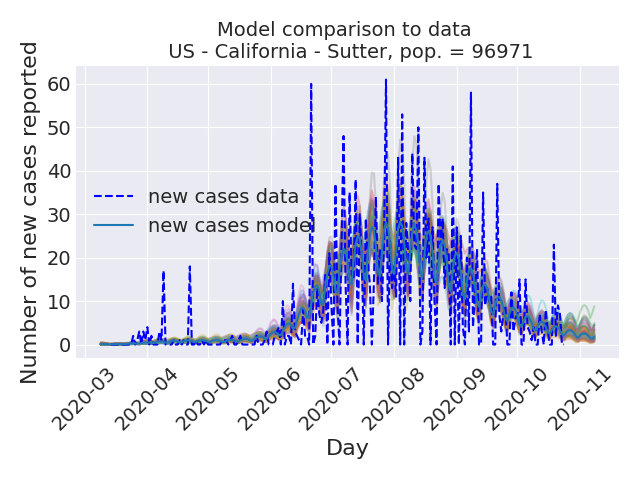 Model comparison to data
US - California - Sutter, pop. = 96971
Number of new cases reported
60
50
40
30
20
10
0
new cases data
new cases model
2020-03
2020-04
2020-05
2020-06
2020-07
2020-08
2020-09
2020-10
2020-11
Day